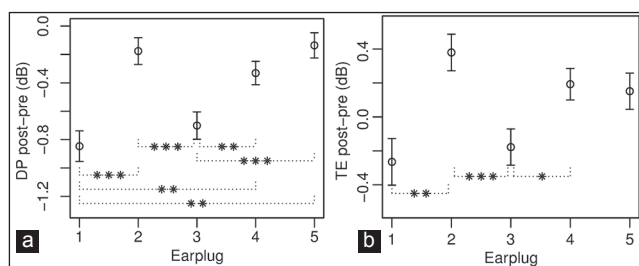 DP post-pre (dB)
0.0
−0.4
−0.8
−1.2
*** **
***
***
**
**
1 2 3 4 5
Earplug
a
TE post-pre (dB)
0.4
0.0
−0.4
*** *
**
1 2 3 4 5
Earplug
b